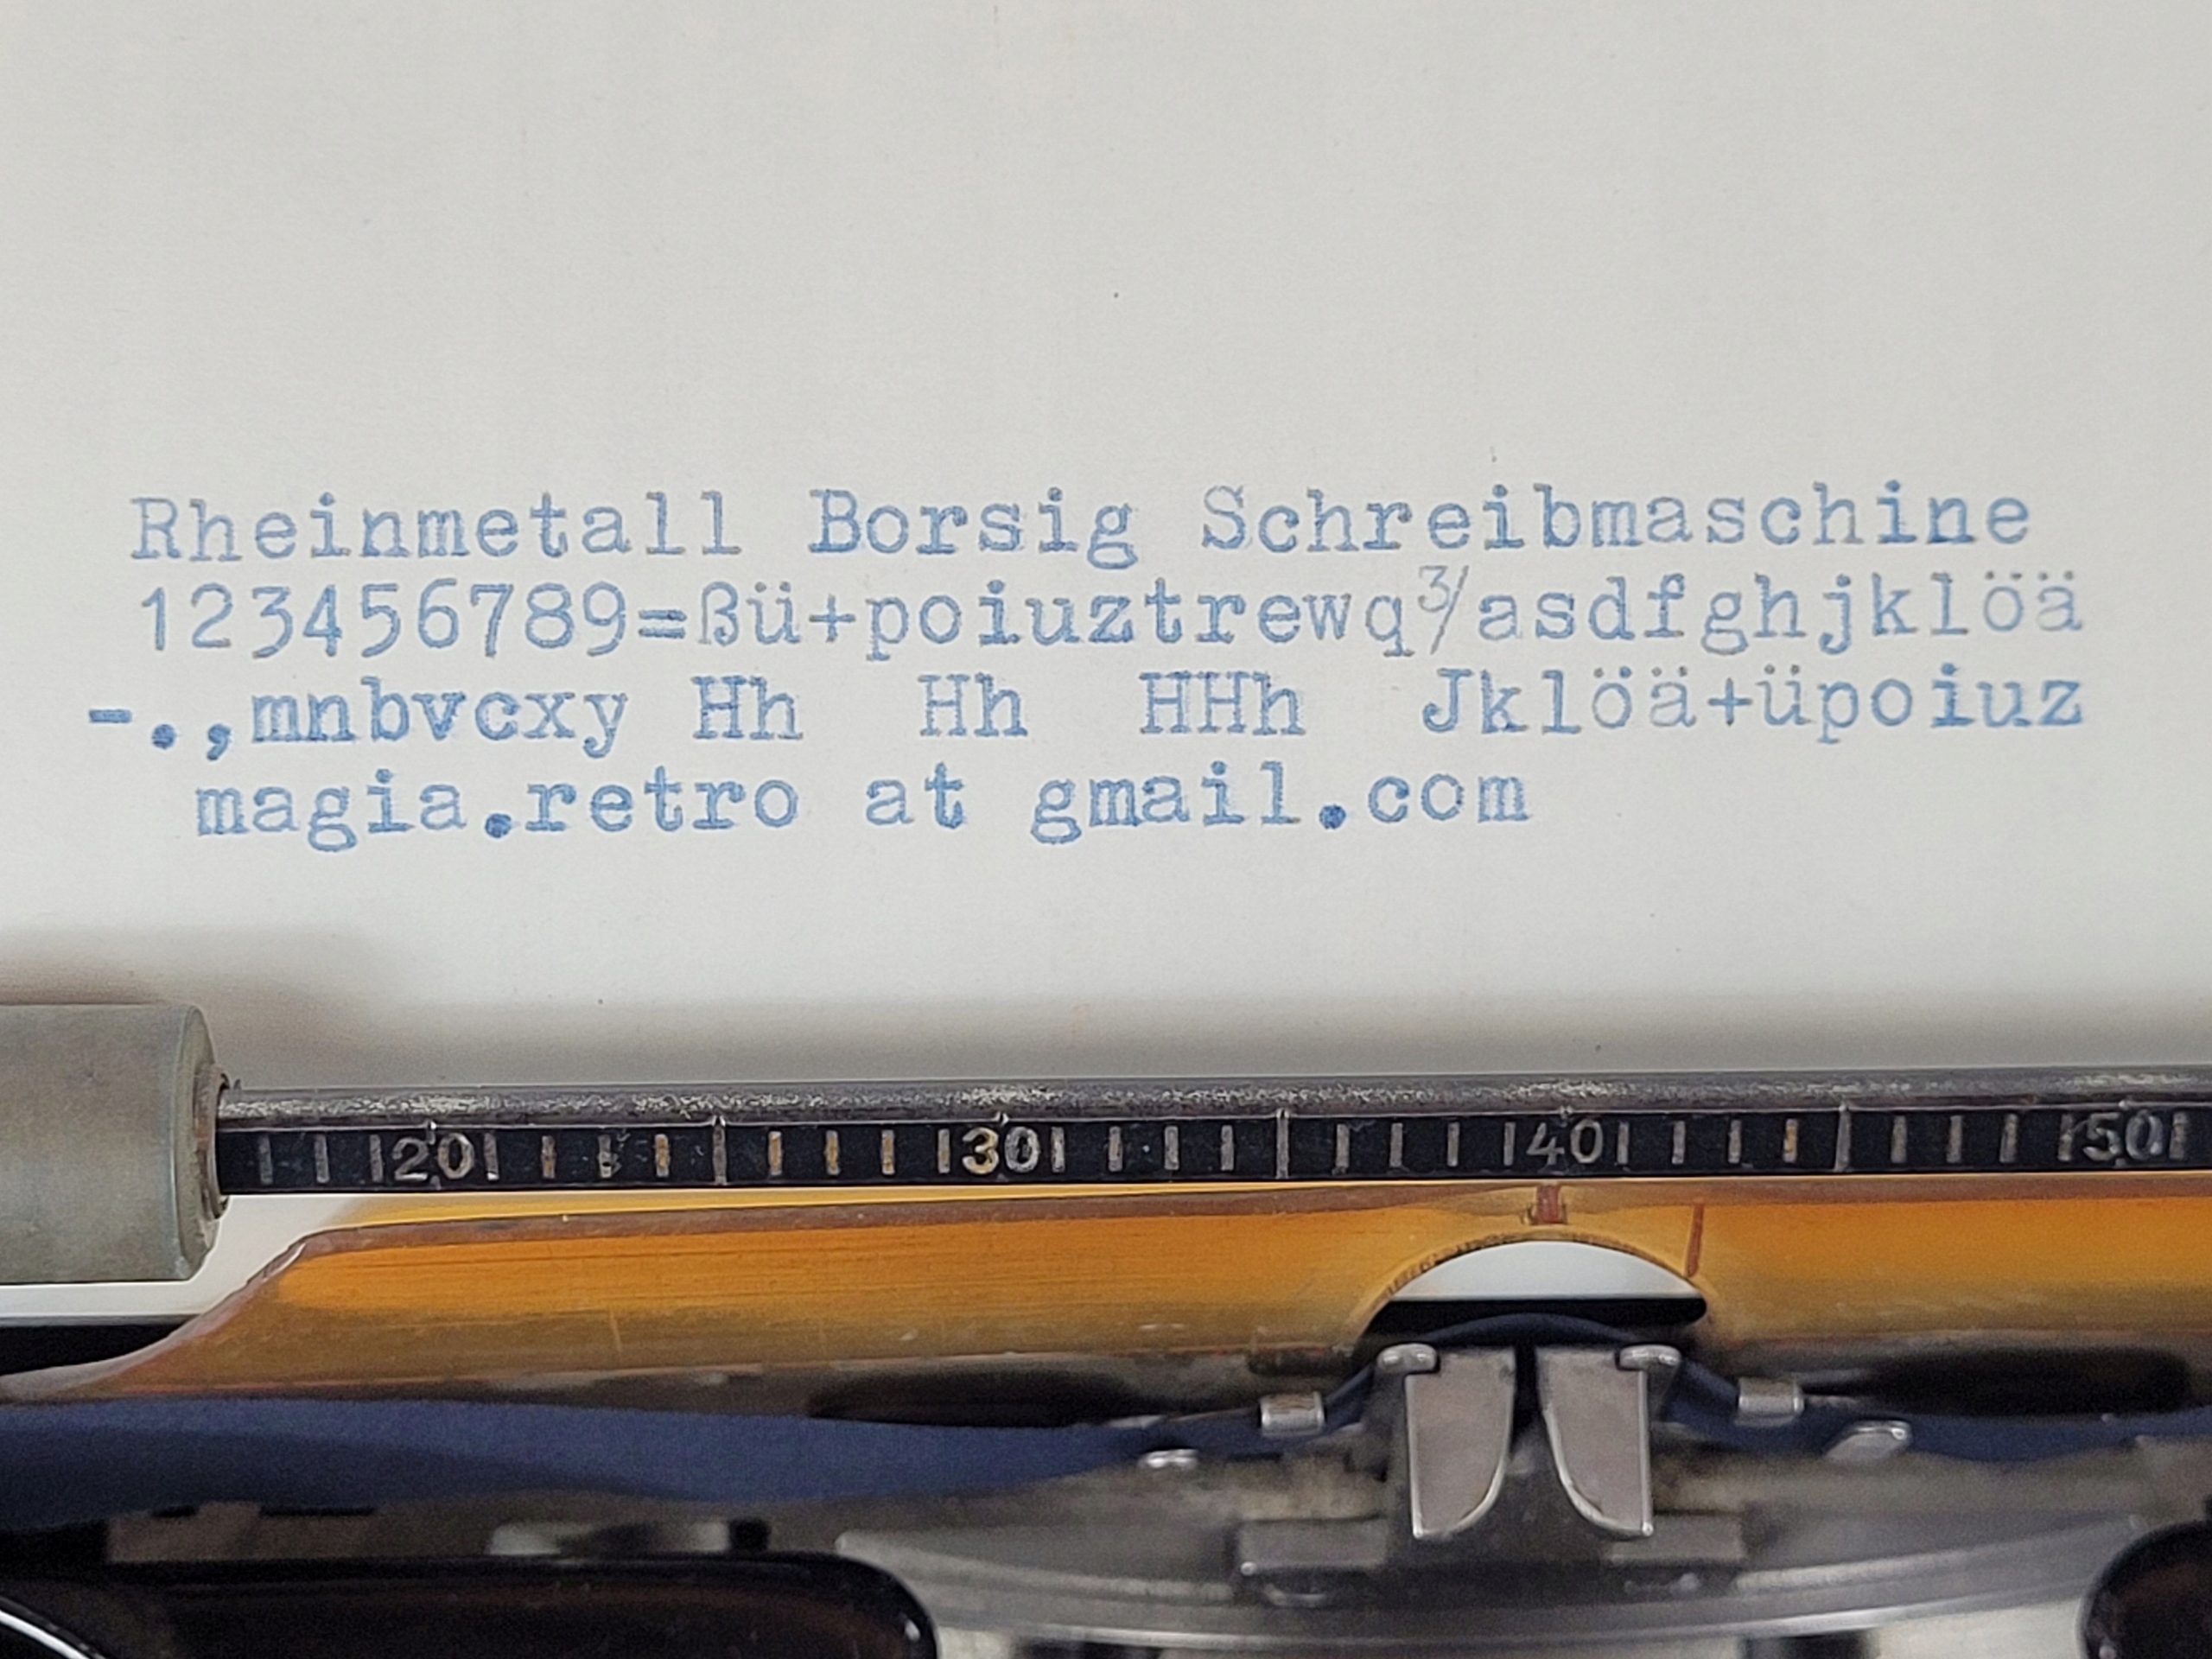 Rheinmetall Borsig Schreibmaschine
123456789=ßü+poiuztrewq³/asdfghjklöä
-.,mnbvcxy Hh  Hh  HHh  Jklöä+üpoiuz
magia.retro at gmail.com
20 30 40 50